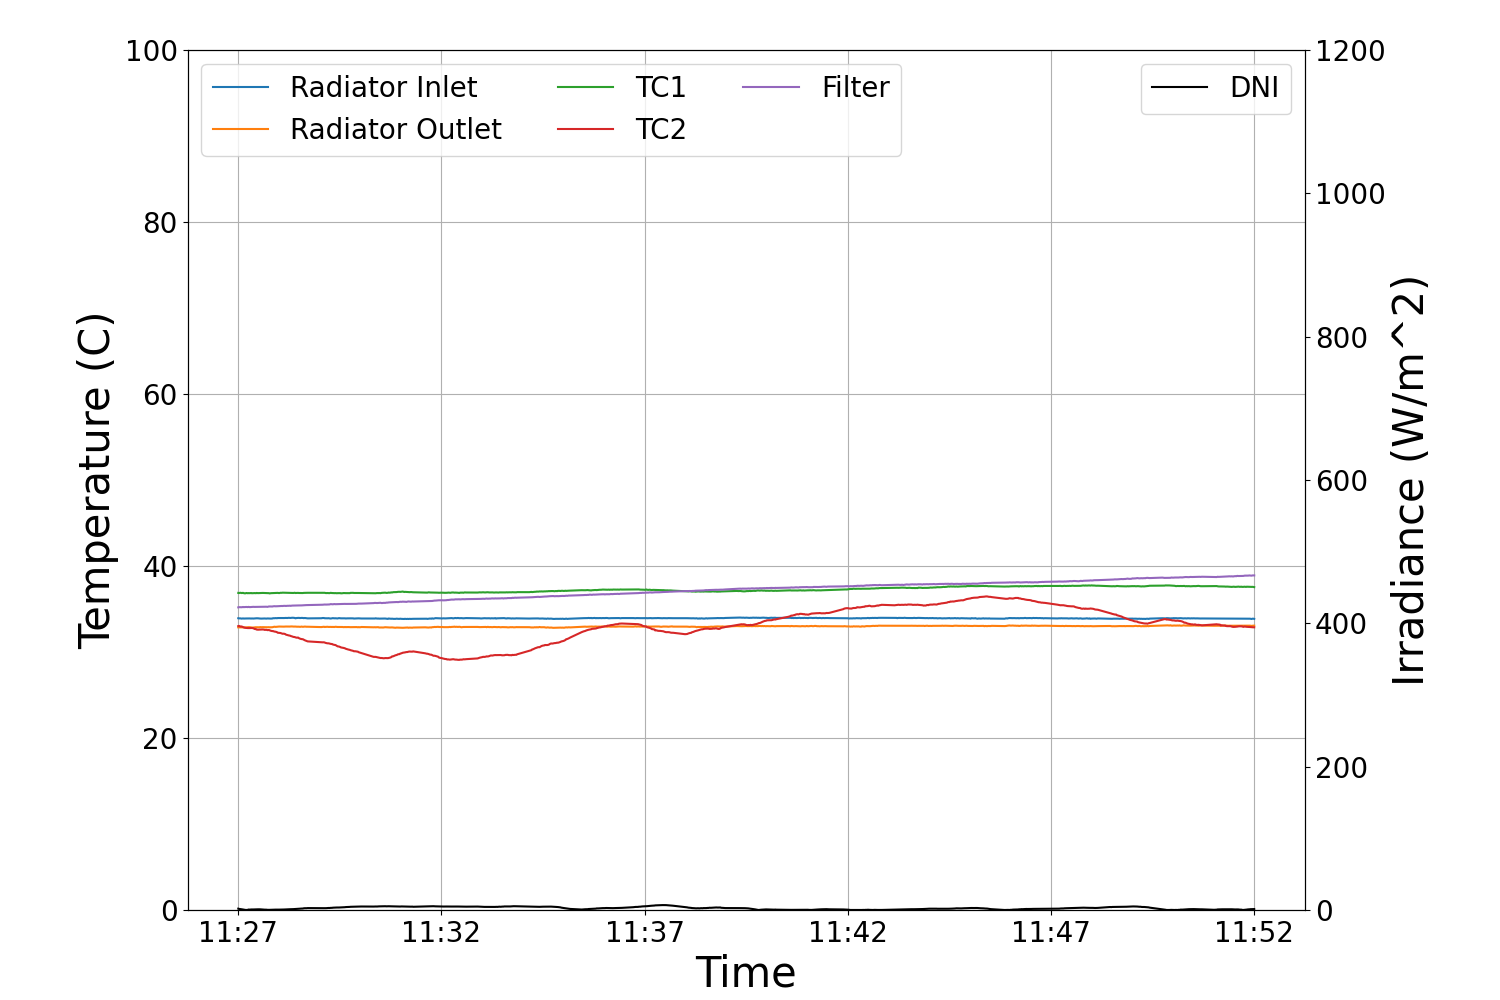 Radiator Inlet
Radiator Outlet
TC1
TC2
Filter
DNI
Temperature (C)
100
80
60
40
20
0
1200
1000
800
600
400
200
0
Irradiance (W/m^2)
11:27 11:32 11:37 11:42 11:47 11:52
Time